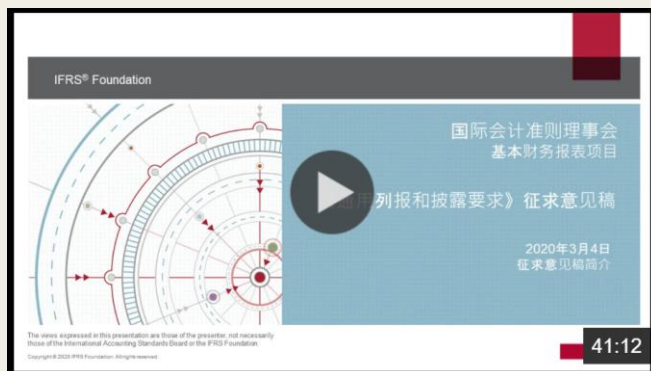 IFRS® Foundation
国际会计准则理事会
基本财务报表项目
列报和披露要求》征求意见稿
2020年3月4日
征求意见稿简介
The views expressed in this presentation are those of the presenter, not necessarily
those of the International Accounting Standards Board or the IFRS Foundation.
Copyright © 2020 IFRS Foundation. All rights reserved.
41:12